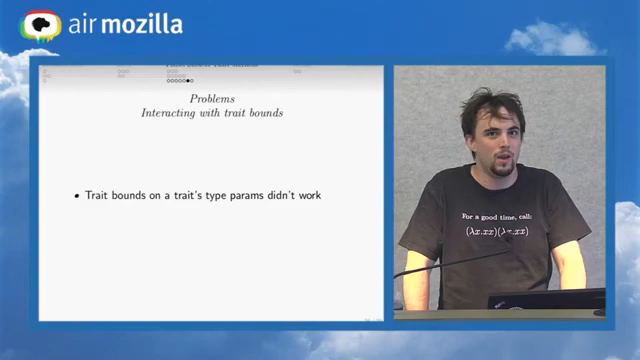 air mozilla
Problems
Interacting with trait bounds
• Trait bounds on a trait's type params didn't work
For a good time, call:
(λx.xx)(λx.xx)